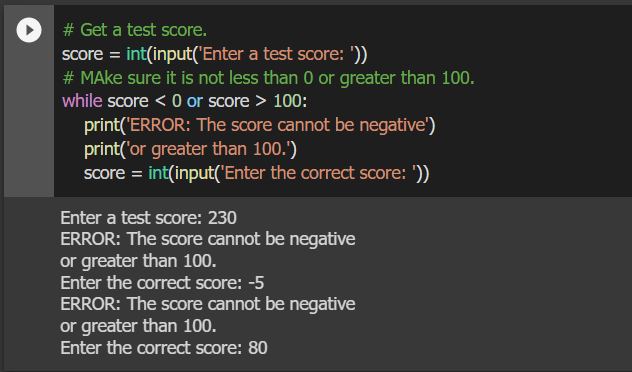 # Get a test score.
score = int(input('Enter a test score: '))
# MAke sure it is not less than 0 or greater than 100.
while score < 0 or score > 100:
print('ERROR: The score cannot be negative')
print('or greater than 100.')
score = int(input('Enter the correct score: '))
Enter a test score: 230
ERROR: The score cannot be negative
or greater than 100.
Enter the correct score: -5
ERROR: The score cannot be negative
or greater than 100.
Enter the correct score: 80